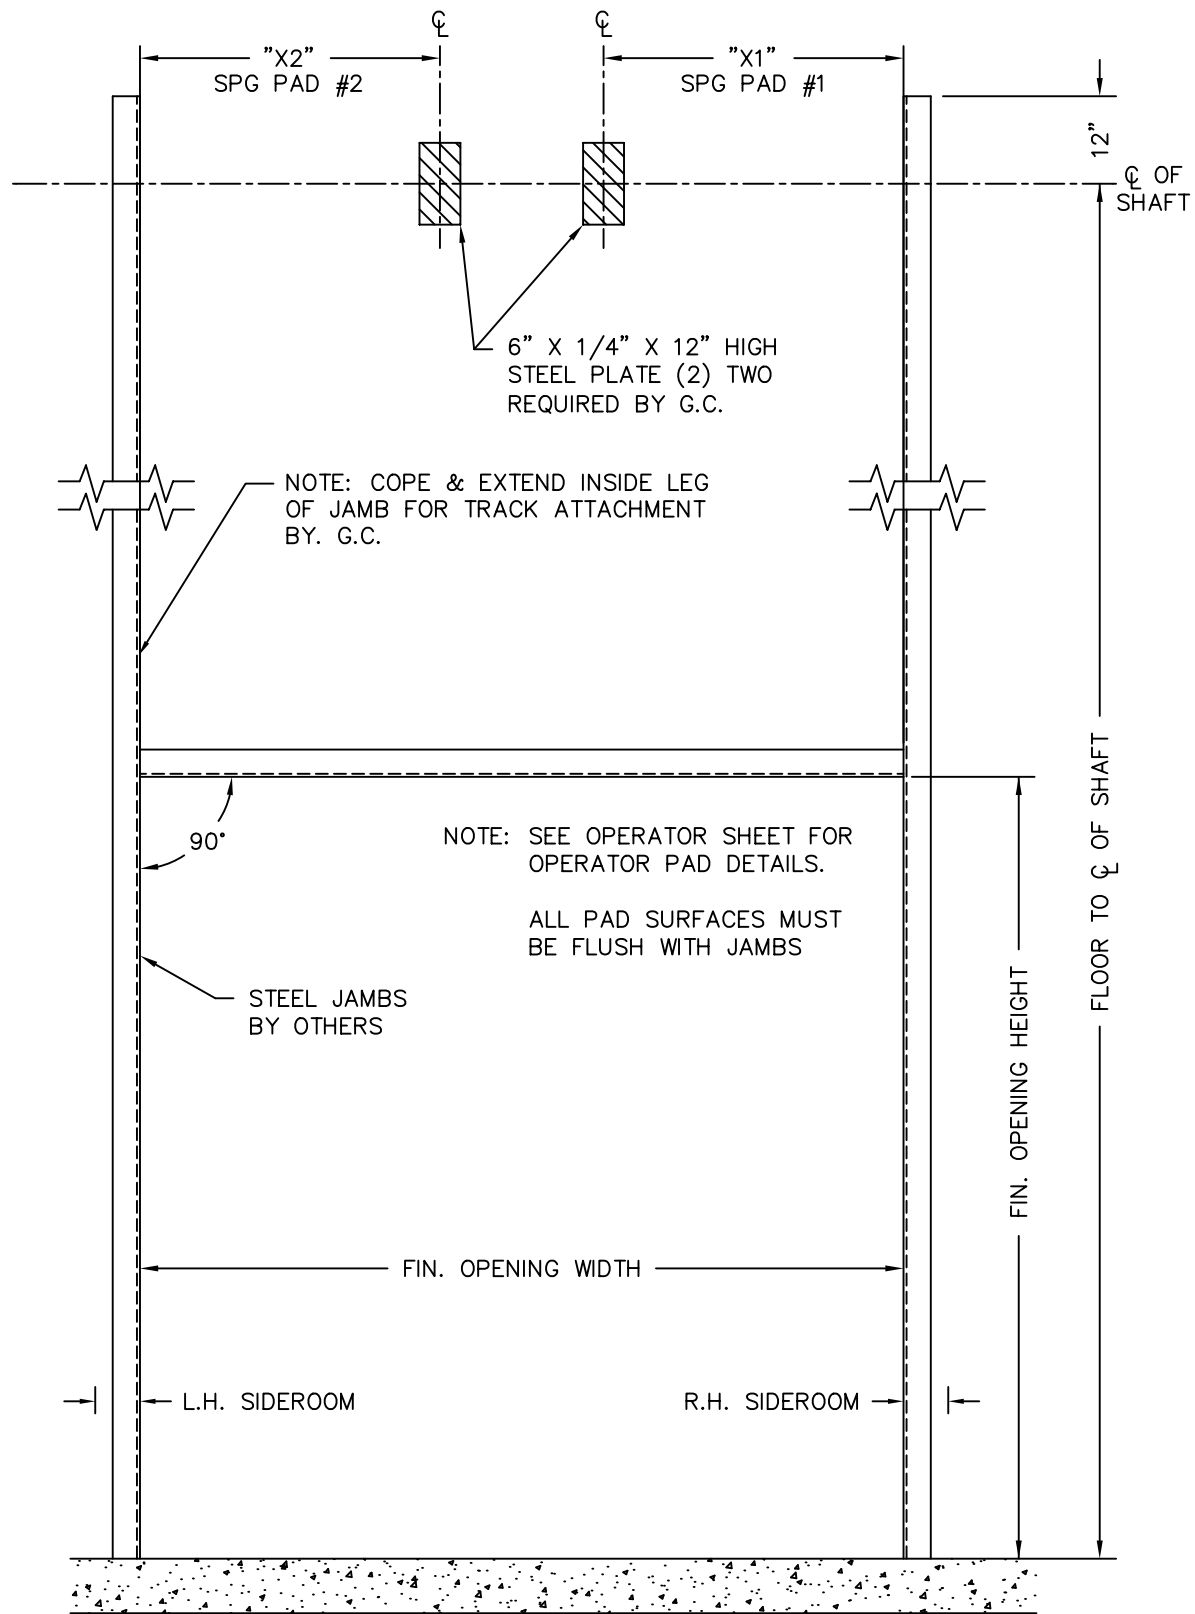 ℄
℄
"X2"
SPG PAD #2
"X1"
SPG PAD #1
12"
℄ OF
SHAFT
6" X 1/4" X 12" HIGH
STEEL PLATE (2) TWO
REQUIRED BY G.C.
NOTE: COPE & EXTEND INSIDE LEG
OF JAMB FOR TRACK ATTACHMENT
BY. G.C.
90°
NOTE: SEE OPERATOR SHEET FOR
OPERATOR PAD DETAILS.
ALL PAD SURFACES MUST
BE FLUSH WITH JAMBS
STEEL JAMBS
BY OTHERS
FLOOR TO ℄ OF SHAFT
FIN. OPENING HEIGHT
FIN. OPENING WIDTH
L.H. SIDEROOM
R.H. SIDEROOM